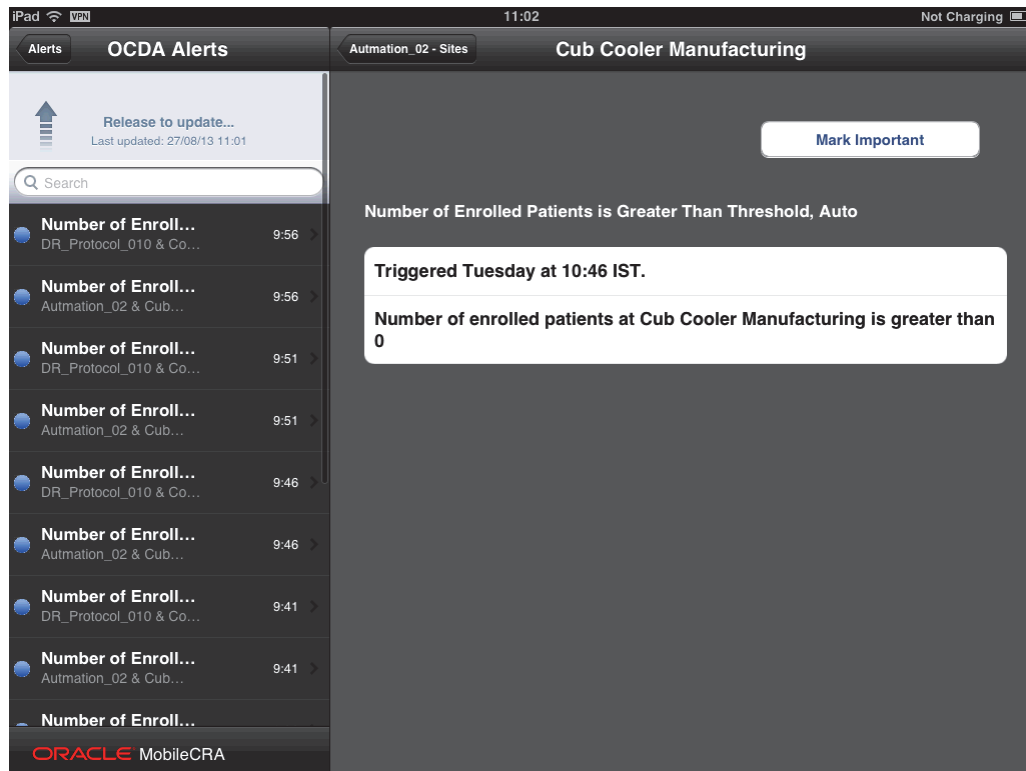 iPad VPN 11:02 Not Charging
Alerts OCDA Alerts
Autmation_02 - Sites Cub Cooler Manufacturing
Release to update...
Last updated: 27/08/13 11:01
Search
Number of Enroll...
DR_Protocol_010 & Co... 9:56
Number of Enroll...
Autmation_02 & Cub... 9:56
Number of Enroll...
DR_Protocol_010 & Co... 9:51
Number of Enroll...
Autmation_02 & Cub... 9:51
Number of Enroll...
DR_Protocol_010 & Co... 9:46
Number of Enroll...
Autmation_02 & Cub... 9:46
Number of Enroll...
DR_Protocol_010 & Co... 9:41
Number of Enroll...
Autmation_02 & Cub... 9:41
Number of Enroll...
ORACLE MobileCRA
Mark Important
Number of Enrolled Patients is Greater Than Threshold, Auto
Triggered Tuesday at 10:46 IST.
Number of enrolled patients at Cub Cooler Manufacturing is greater than
0